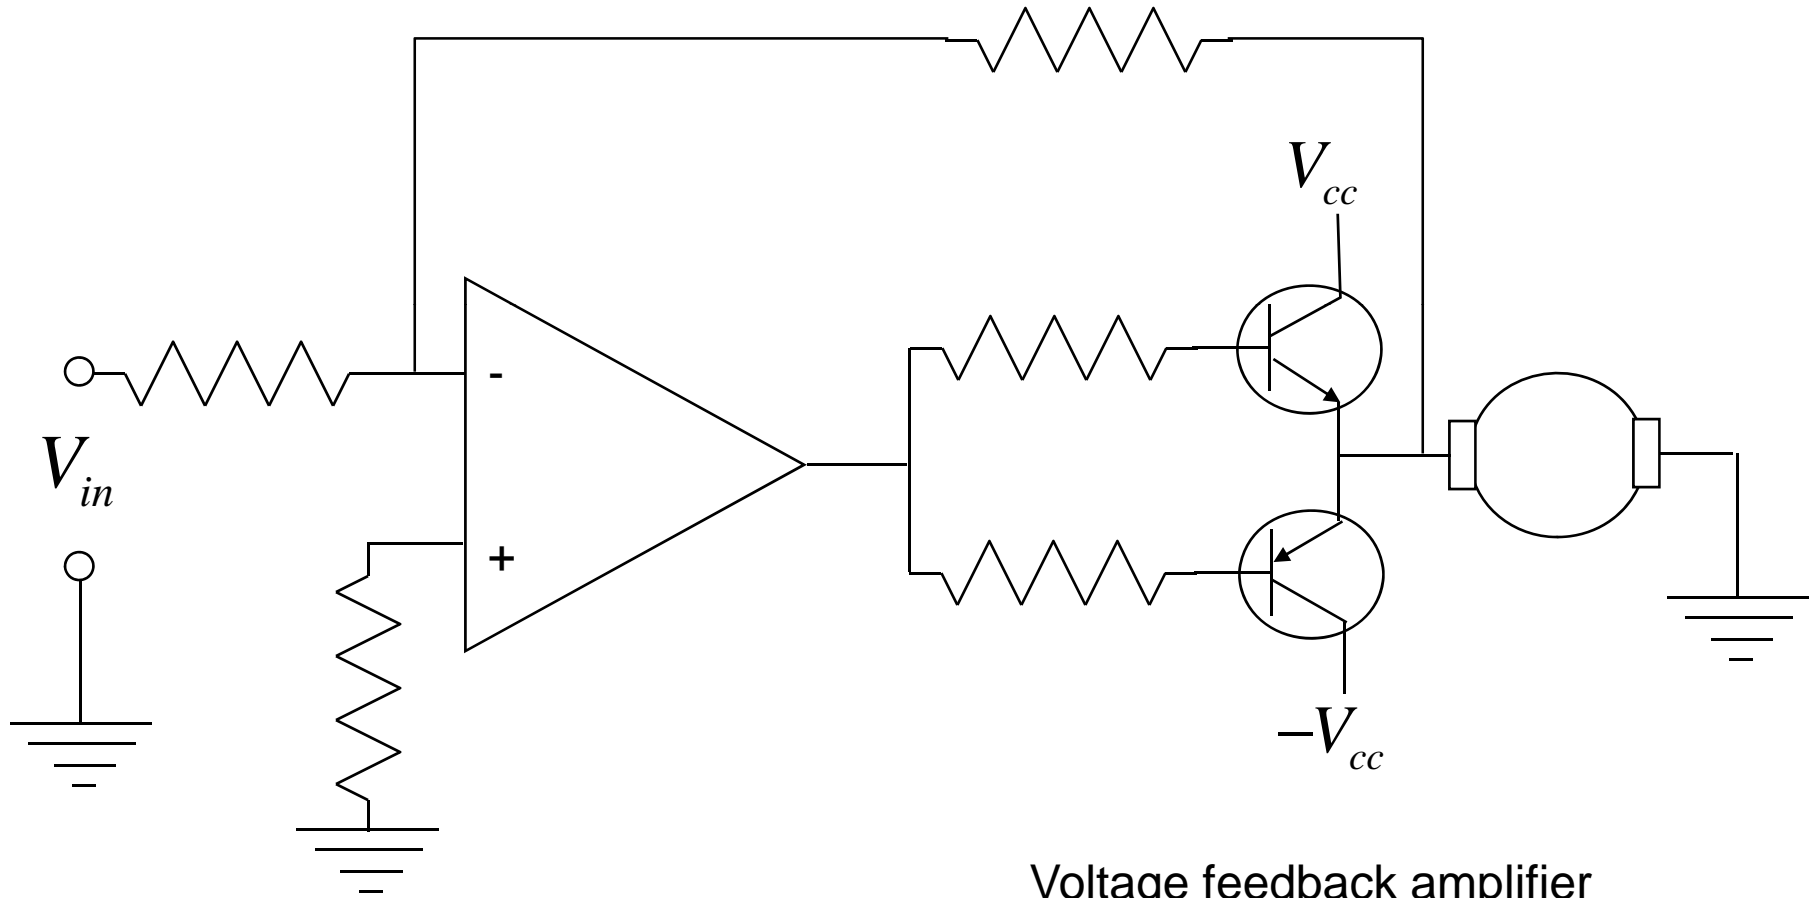 V_cc
V_in
-
+
−V_cc
Voltage feedback amplifier